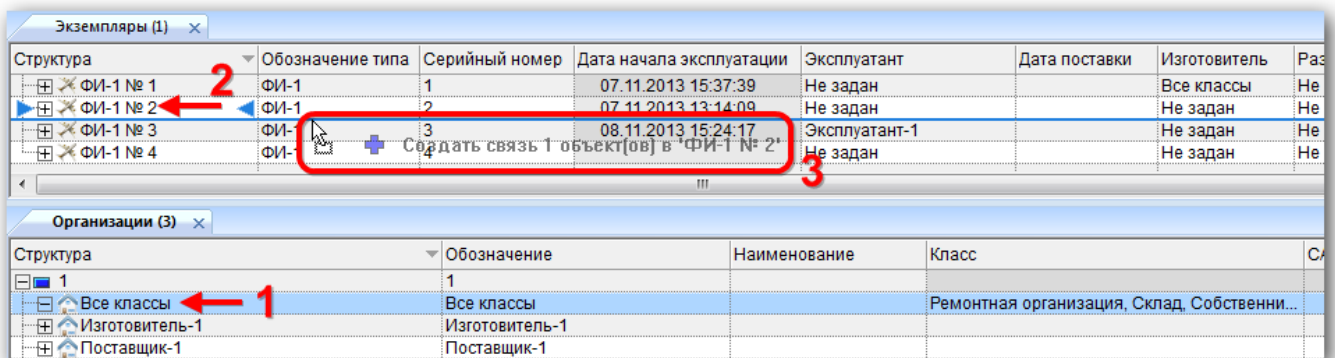 Экземпляры (1)
Структура Обозначение типа Серийный номер Дата начала эксплуатации Эксплуатант Дата поставки Изготовитель Раз
ФИ-1 № 1 ФИ-1 1 07.11.2013 15:37:39 Не задан Все классы Не
2
ФИ-1 № 2 ФИ-1 2 07.11.2013 13:14:09 Не задан Не задан Не
ФИ-1 № 3 ФИ-1 3 08.11.2013 15:24:17 Эксплуатант-1 Не задан Не
Создать связь 1 объект(ов) в 'ФИ-1 № 2'
ФИ-1 № 4 ФИ-1 4 Не задан Не задан Не
3
Организации (3)
Структура Обозначение Наименование Класс
1 1
Все классы 1 Все классы Ремонтная организация, Склад, Собственни...
Изготовитель-1 Изготовитель-1
Поставщик-1 Поставщик-1